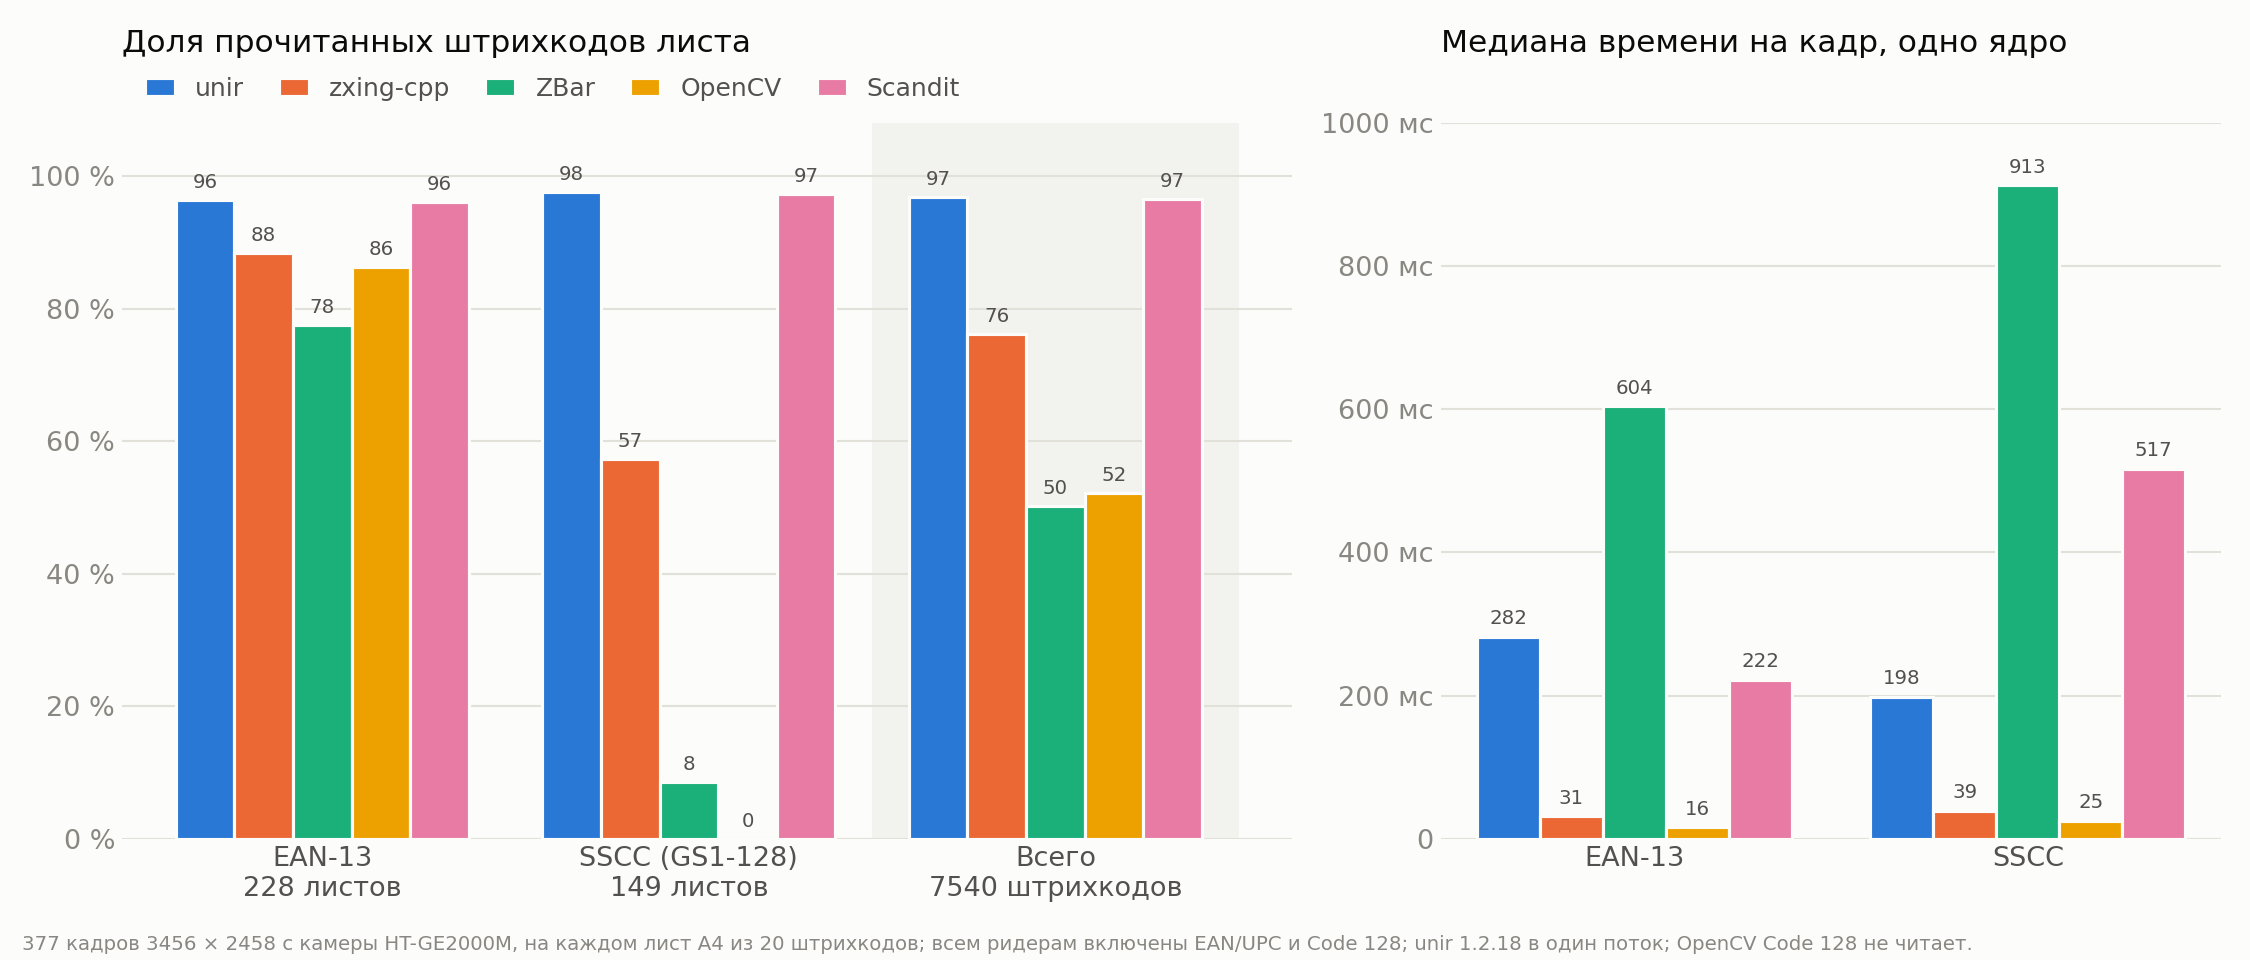 Доля прочитанных штрихкодов листа
unir zxing-cpp ZBar OpenCV Scandit
100 %
80 %
60 %
40 %
20 %
0 %
96 88 78 86 96
98 57 8 0 97
97 76 50 52 97
EAN-13
228 листов
SSCC (GS1-128)
149 листов
Всего
7540 штрихкодов
Медиана времени на кадр, одно ядро
1000 мс
800 мс
600 мс
400 мс
200 мс
0
282 31 604 16 222
198 39 913 25 517
EAN-13
SSCC
377 кадров 3456 × 2458 с камеры HT-GE2000M, на каждом лист A4 из 20 штрихкодов; всем ридерам включены EAN/UPC и Code 128; unir 1.2.18 в один поток; OpenCV Code 128 не читает.